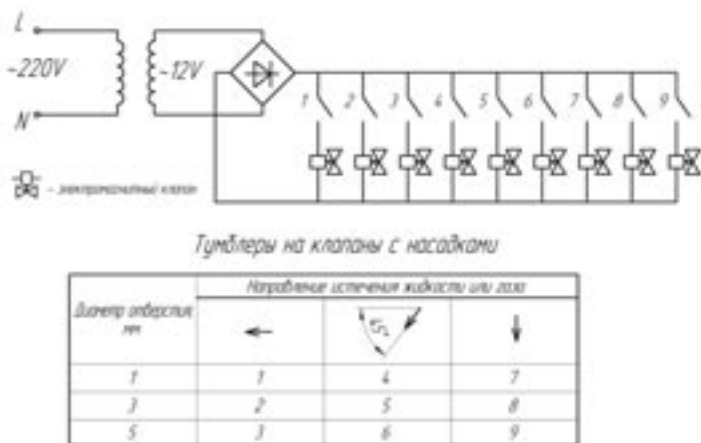 L
~220V
~12V
N
1 2 3 4 5 6 7 8 9
- электромагнитный клапан
Тумблеры на клапаны с насадками
Диаметр отверстия, мм
Направление истечения жидкости или газа
45°
1 1 4 7
3 2 5 8
5 3 6 9